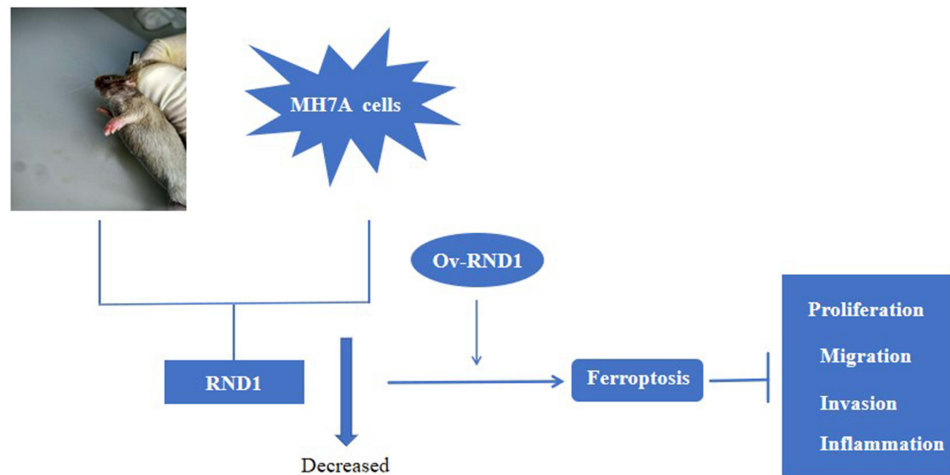 MH7A cells
Ov-RND1
RND1
Decreased
Ferroptosis
Proliferation
Migration
Invasion
Inflammation